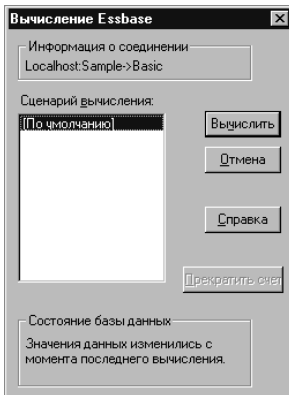 Вычисление Essbase
Информация о соединении
Localhost:Sample->Basic
Сценарий вычисления:
(По умолчанию)
Вычислить
Отмена
Справка
Прекратить счет
Состояние базы данных
Значения данных изменились с
момента последнего вычисления.